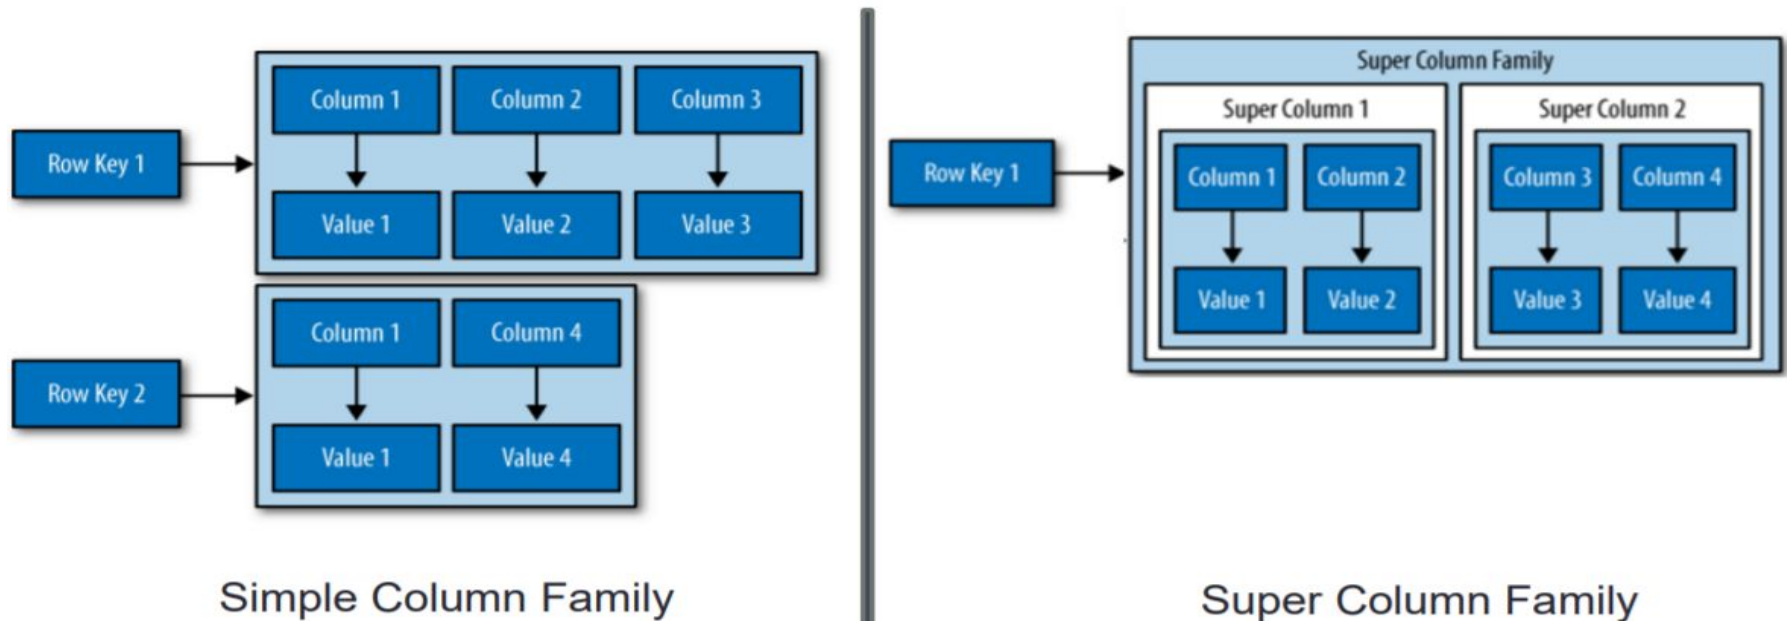 Column 1
Column 2
Column 3
Row Key 1
Value 1
Value 2
Value 3
Column 1
Column 4
Row Key 2
Value 1
Value 4
Simple Column Family
Super Column Family
Super Column 1
Super Column 2
Row Key 1
Column 1
Column 2
Column 3
Column 4
Value 1
Value 2
Value 3
Value 4
Super Column Family